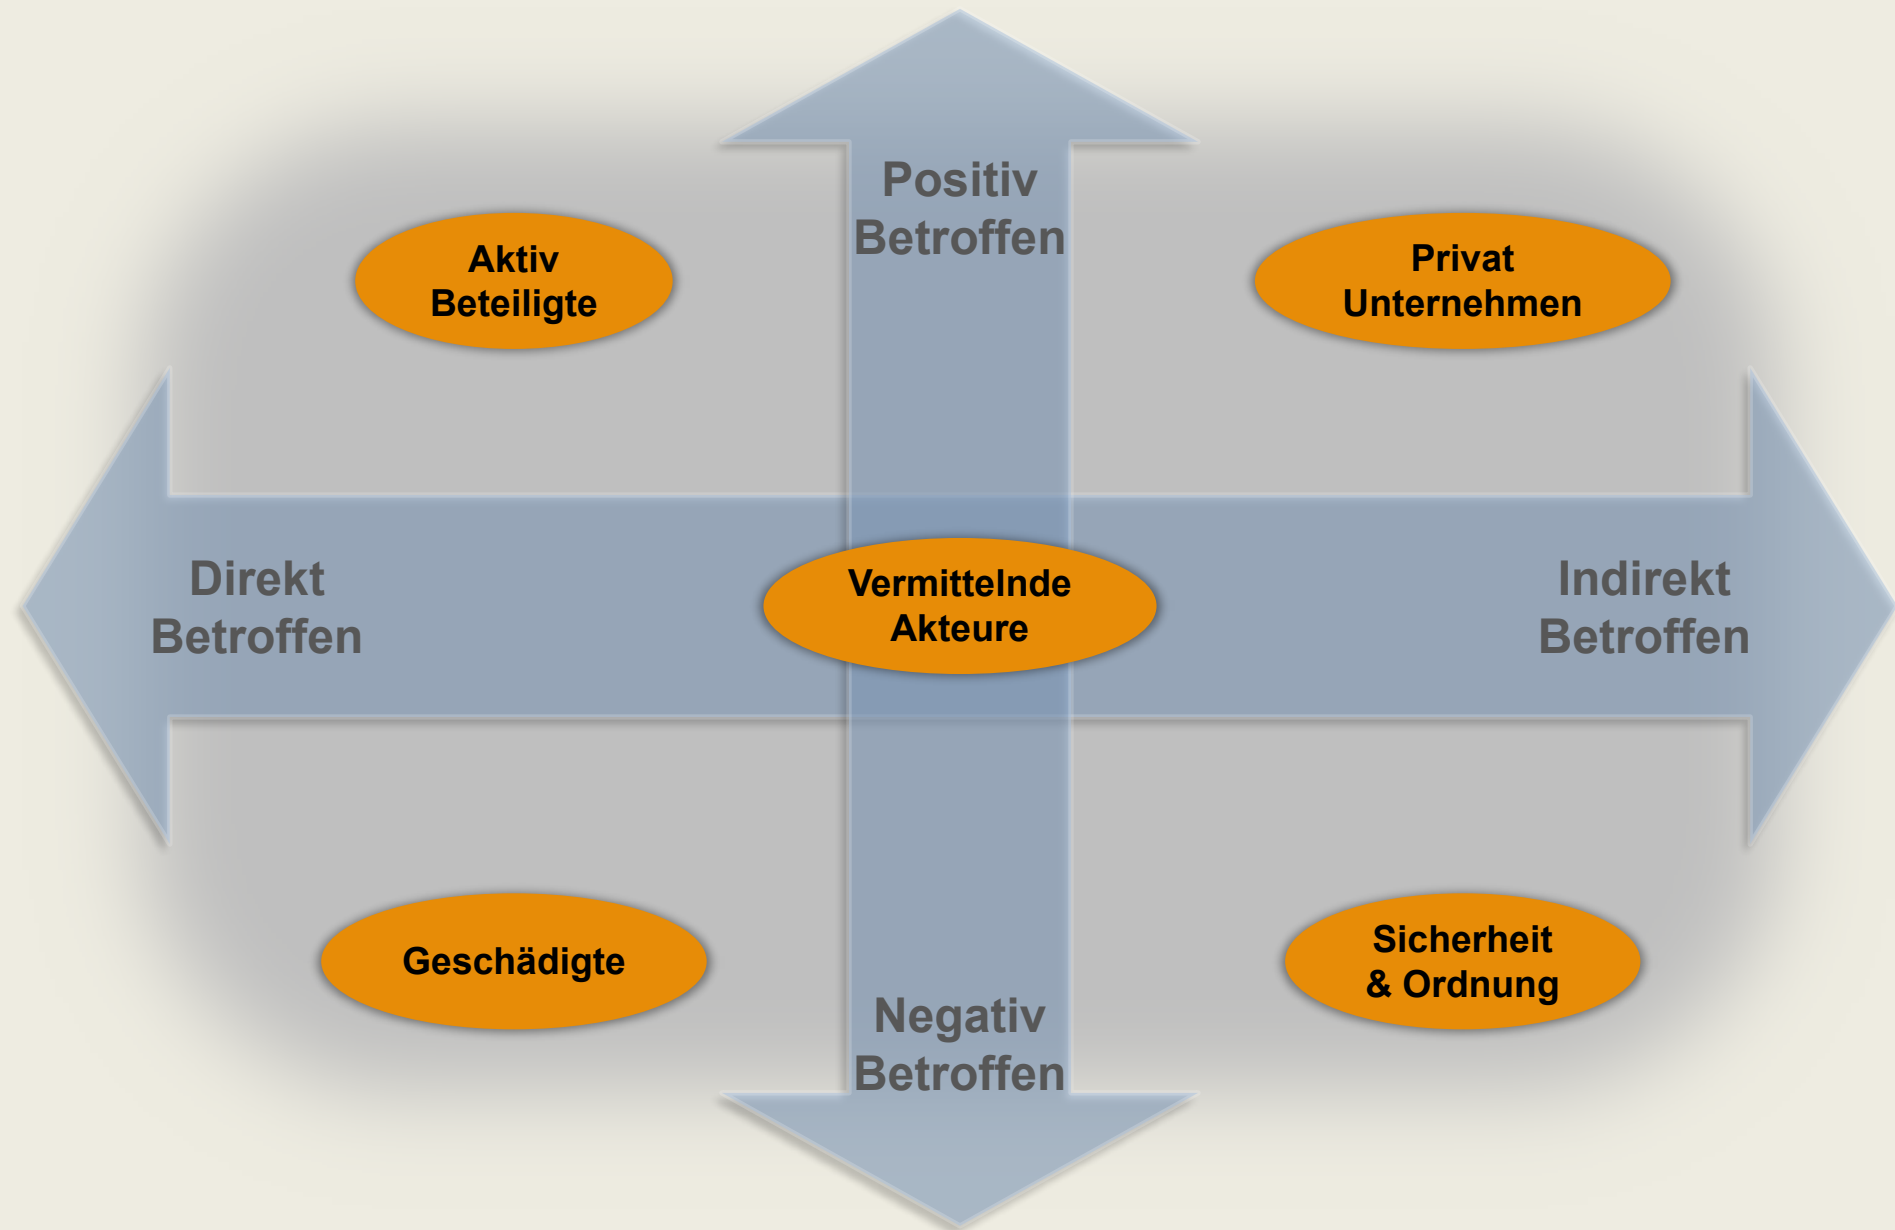 Positiv
Betroffen
Aktiv
Beteiligte
Privat
Unternehmen
Direkt
Betroffen
Vermittelnde
Akteure
Indirekt
Betroffen
Geschädigte
Sicherheit
& Ordnung
Negativ
Betroffen